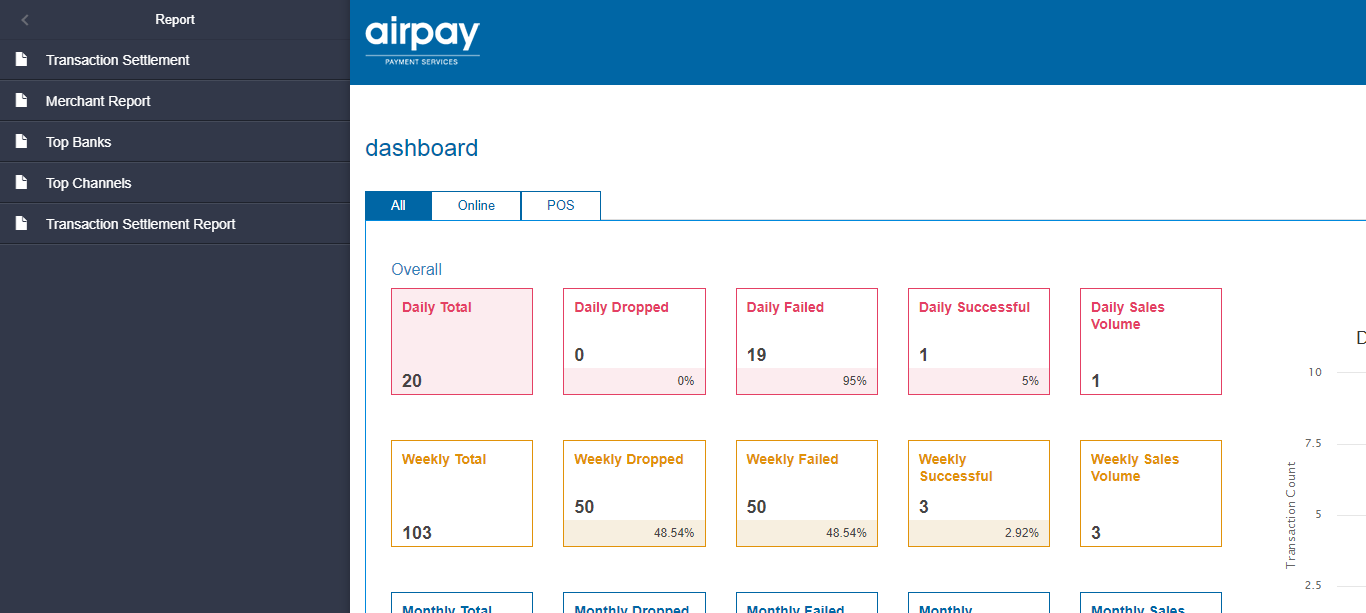 Report
Transaction Settlement
Merchant Report
Top Banks
Top Channels
Transaction Settlement Report
airpay
PAYMENT SERVICES
dashboard
All
Online
POS
Overall
Daily Total
20
Daily Dropped
0
0%
Daily Failed
19
95%
Daily Successful
1
5%
Daily Sales
Volume
1
Weekly Total
103
Weekly Dropped
50
48.54%
Weekly Failed
50
48.54%
Weekly
Successful
3
2.92%
Weekly Sales
Volume
3
Monthly Total
Monthly Dropped
Monthly Failed
Monthly
Monthly Sales
D
10
7.5
5
2.5
Transaction Count